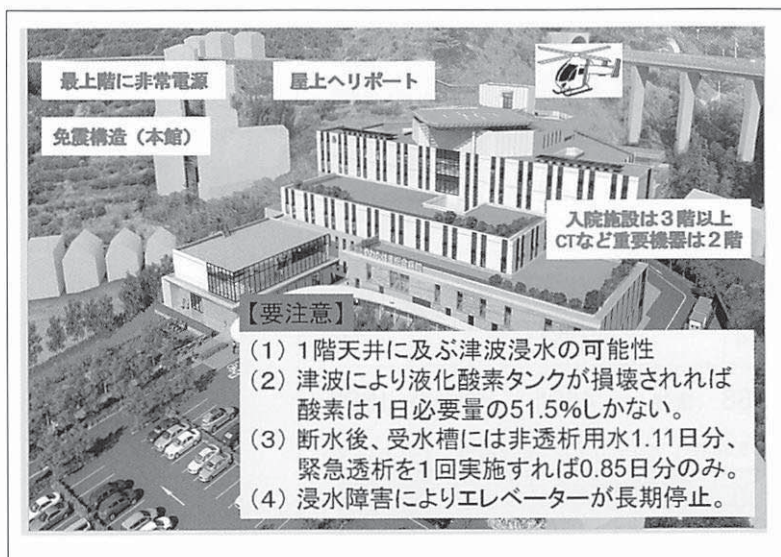 最上階に非常電源
屋上ヘリポート
免震構造（本館）
入院施設は３階以上
CTなど重要機器は２階
【要注意】
(1) 1階天井に及ぶ津波浸水の可能性
(2) 津波により液化酸素タンクが損壊されれば
酸素は1日必要量の51.5%しかない。
(3) 断水後、受水槽には非透析用水1.11日分、
緊急透析を1回実施すれば0.85日分のみ。
(4) 浸水障害によりエレベーターが長期停止。